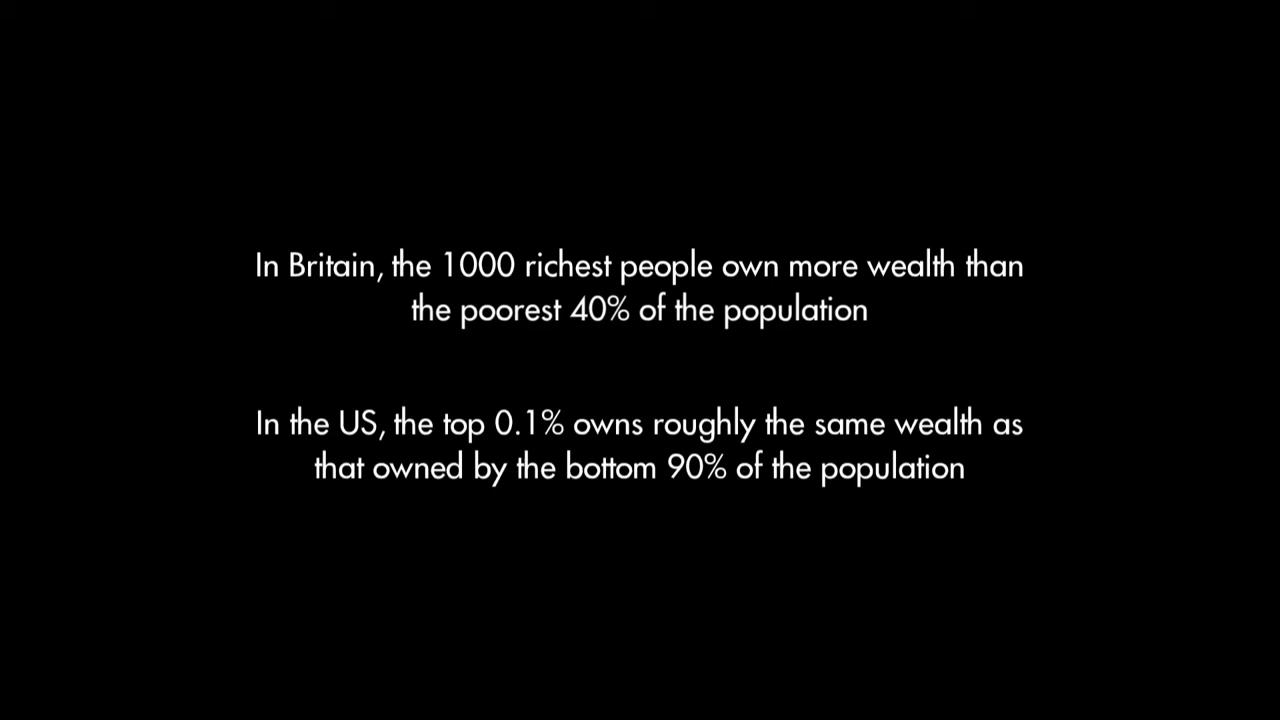 In Britain, the 1000 richest people own more wealth than
the poorest 40% of the population
In the US, the top 0.1% owns roughly the same wealth as
that owned by the bottom 90% of the population